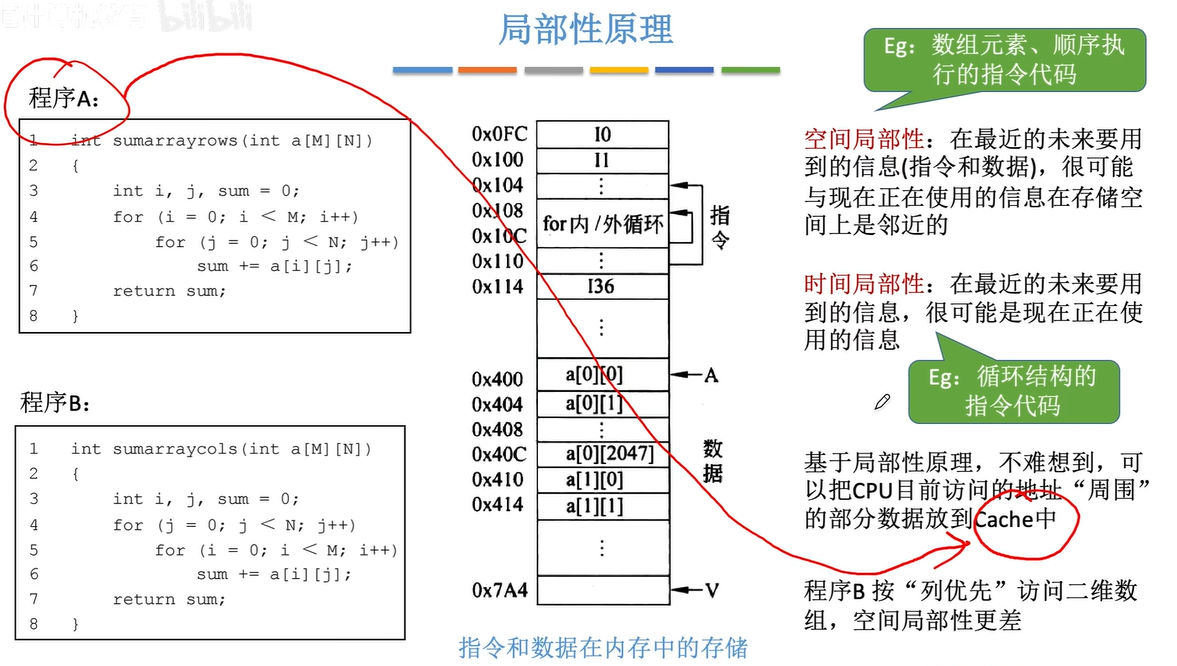 bilibili
局部性原理
程序A：
1 int sumarrayrows(int a[M][N])
2 {
3 int i, j, sum = 0;
4 for (i = 0; i < M; i++)
5 for (j = 0; j < N; j++)
6 sum += a[i][j];
7 return sum;
8 }
程序B：
1 int sumarraycols(int a[M][N])
2 {
3 int i, j, sum = 0;
4 for (j = 0; j < N; j++)
5 for (i = 0; i < M; i++)
6 sum += a[i][j];
7 return sum;
8 }
0x0FC I0
0x100 I1
0x104 ⋮
0x108
for内/外循环
0x10C
0x110 ⋮
0x114 I36
⋮
指令
0x400 a[0][0] A
0x404 a[0][1]
0x408 ⋮
0x40C a[0][2047]
0x410 a[1][0]
0x414 a[1][1]
⋮
0x7A4 V
数据
指令和数据在内存中的存储
Eg：数组元素、顺序执
行的指令代码
空间局部性：在最近的未来要用
到的信息(指令和数据)，很可能
与现在正在使用的信息在存储空
间上是邻近的
时间局部性：在最近的未来要用
到的信息，很可能是现在正在使
用的信息
Eg：循环结构的
指令代码
基于局部性原理，不难想到，可
以把CPU目前访问的地址“周围”
的部分数据放到Cache中
程序B 按“列优先”访问二维数
组，空间局部性更差